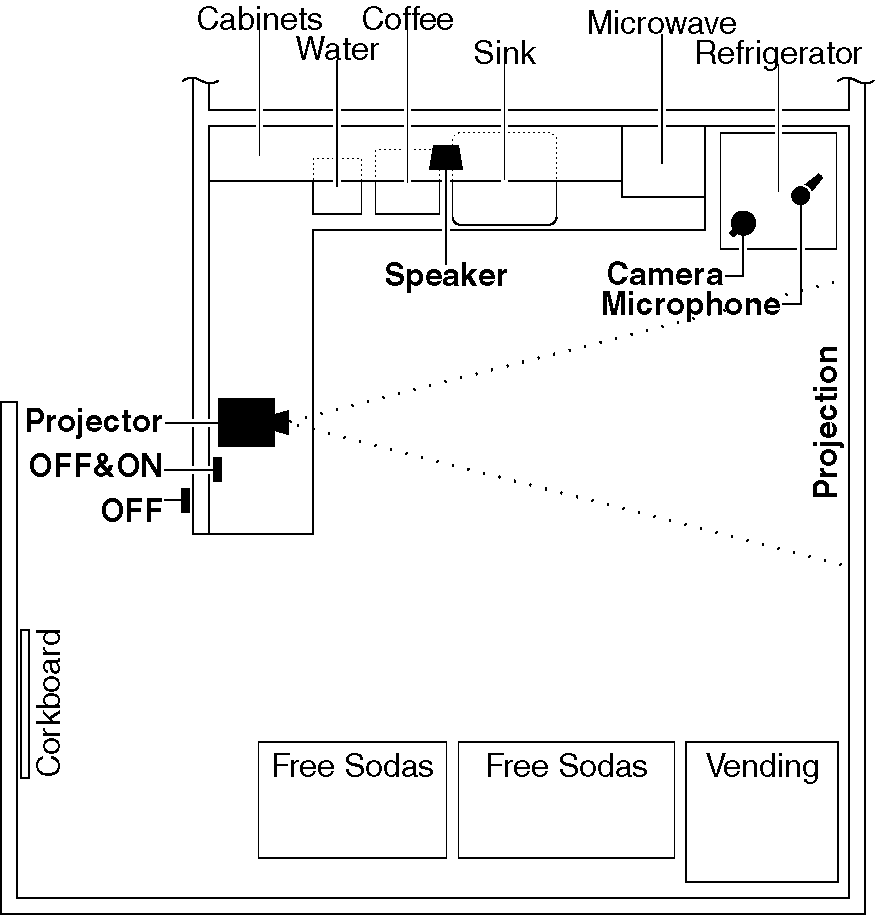 Cabinets
Coffee
Microwave
Water
Sink
Refrigerator
Speaker
Camera
Microphone
Projection
Projector
OFF&ON
OFF
Corkboard
Free Sodas
Free Sodas
Vending